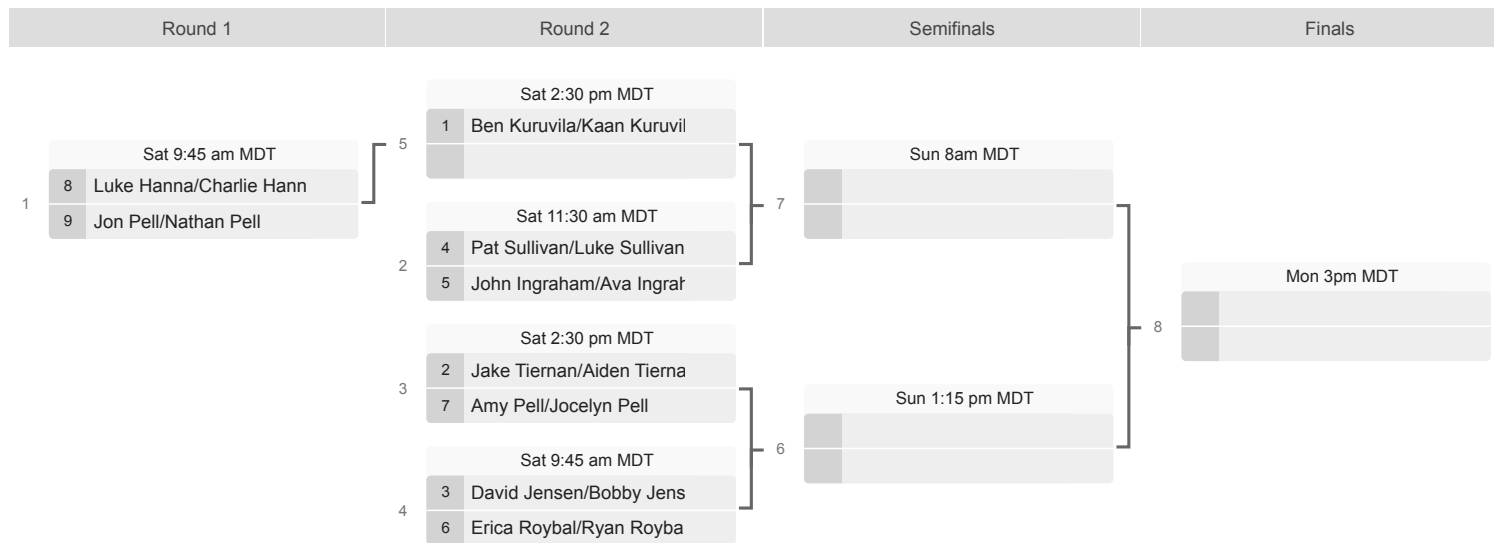 Round 1
Round 2
Semifinals
Finals
Sat 9:45 am MDT
1
8 Luke Hanna/Charlie Hann
9 Jon Pell/Nathan Pell
Sat 2:30 pm MDT
5
1 Ben Kuruvila/Kaan Kuruvil
Sat 11:30 am MDT
2
4 Pat Sullivan/Luke Sullivan
5 John Ingraham/Ava Ingrah
Sat 2:30 pm MDT
3
2 Jake Tiernan/Aiden Tierna
7 Amy Pell/Jocelyn Pell
Sat 9:45 am MDT
4
3 David Jensen/Bobby Jens
6 Erica Roybal/Ryan Royba
Sun 8am MDT
7
Sun 1:15 pm MDT
6
Mon 3pm MDT
8